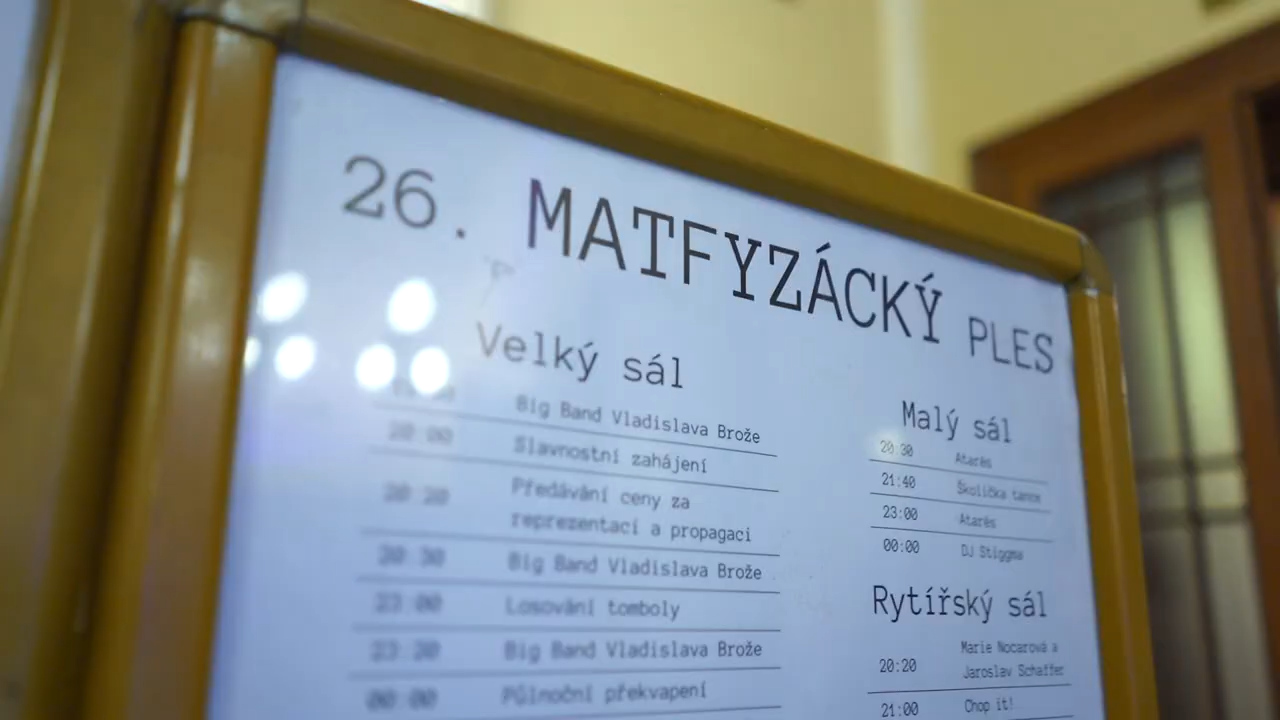 26. MATFYZÁCKÝ PLES
Velký sál
Big Band Vladislava Brože
20:00 Slavnostní zahájení
20:20 Předávání ceny za
reprezentaci a propagaci
20:30 Big Band Vladislava Brože
23:00 Losování tomboly
23:20 Big Band Vladislava Brože
00:00 Půlnoční překvapení
Malý sál
20:30 Atarés
21:40 Školička tance
23:00 Atarés
00:00 DJ Stiggma
Rytířský sál
20:20 Marie Nocarová a
Jaroslav Schaffer
21:00 Chop it!